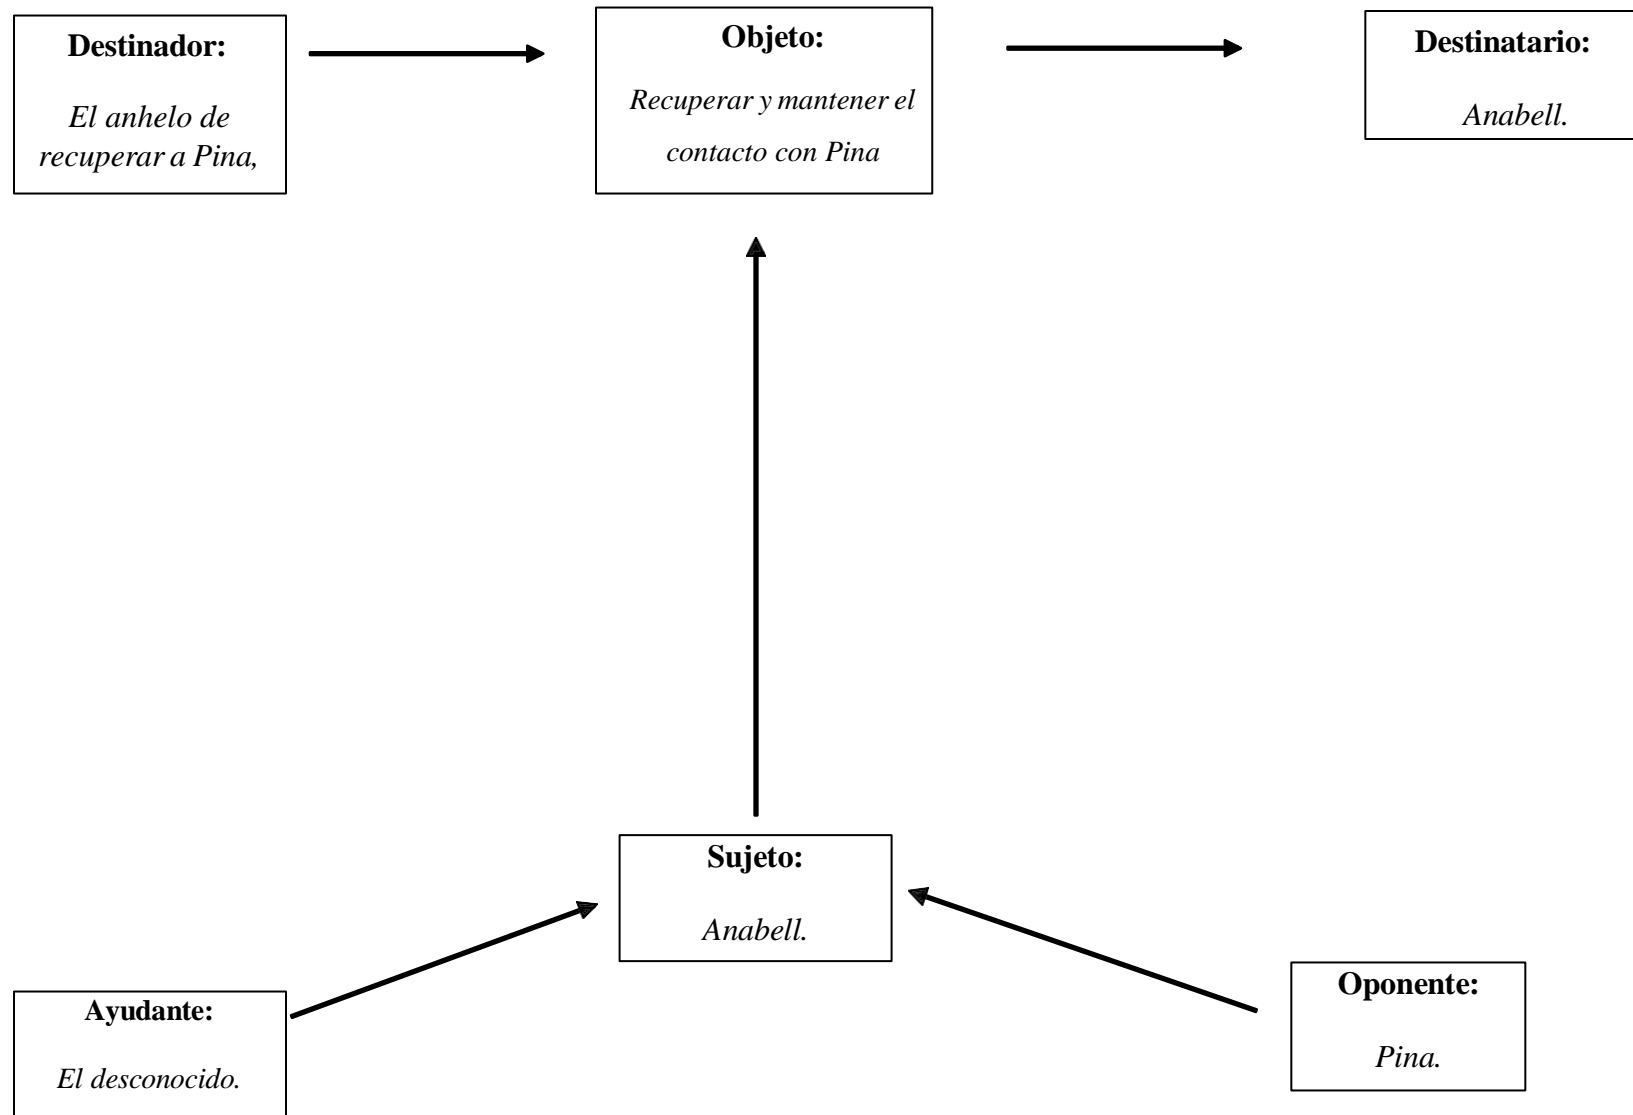 Destinador:
El anhelo de
recuperar a Pina,
Objeto:
Recuperar y mantener el
contacto con Pina
Destinatario:
Anabell.
Sujeto:
Anabell.
Ayudante:
El desconocido.
Oponente:
Pina.